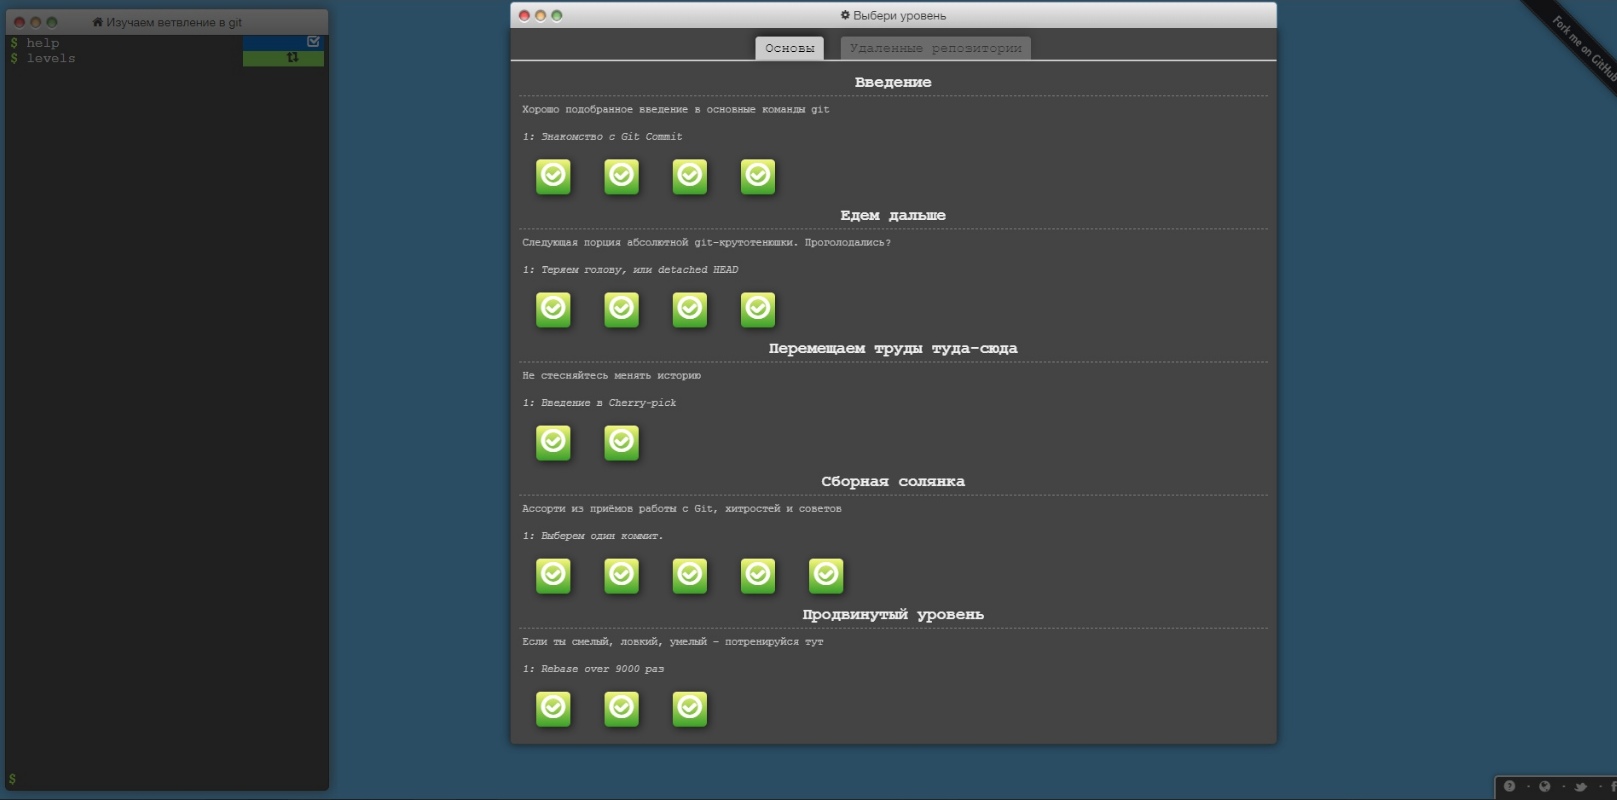 Изучаем ветвление в git
$ help
$ levels
$
Выбери уровень
Основы
Удаленные репозитории
Введение
Хорошо подобранное введение в основные команды git
1: Знакомство с Git Commit
Едем дальше
Следующая порция абсолютной git-крутотенюшки. Проголодались?
1: Теряем голову, или detached HEAD
Перемещаем труды туда-сюда
Не стесняйтесь менять историю
1: Введение в Cherry-pick
Сборная солянка
Ассорти из приёмов работы с Git, хитростей и советов
1: Выберем один коммит.
Продвинутый уровень
Если ты смелый, ловкий, умелый - потренируйся тут
1: Rebase over 9000 раз
Fork me on GitHub